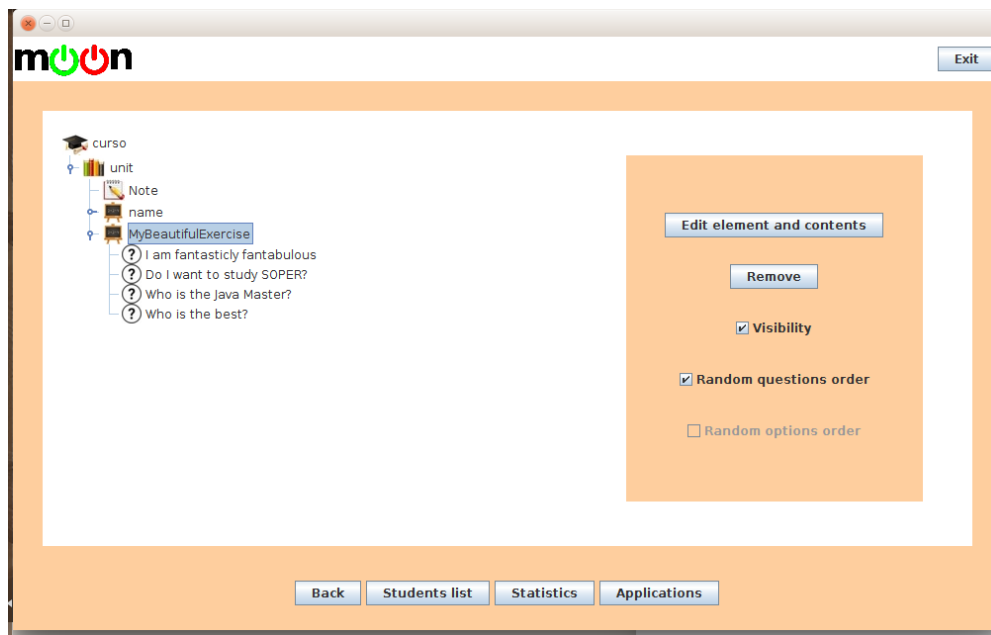 moon
Exit
curso
unit
Note
name
MyBeautifulExercise
? I am fantasticly fantabulous
? Do I want to study SOPER?
? Who is the Java Master?
? Who is the best?
Edit element and contents
Remove
Visibility
Random questions order
Random options order
Back Students list Statistics Applications